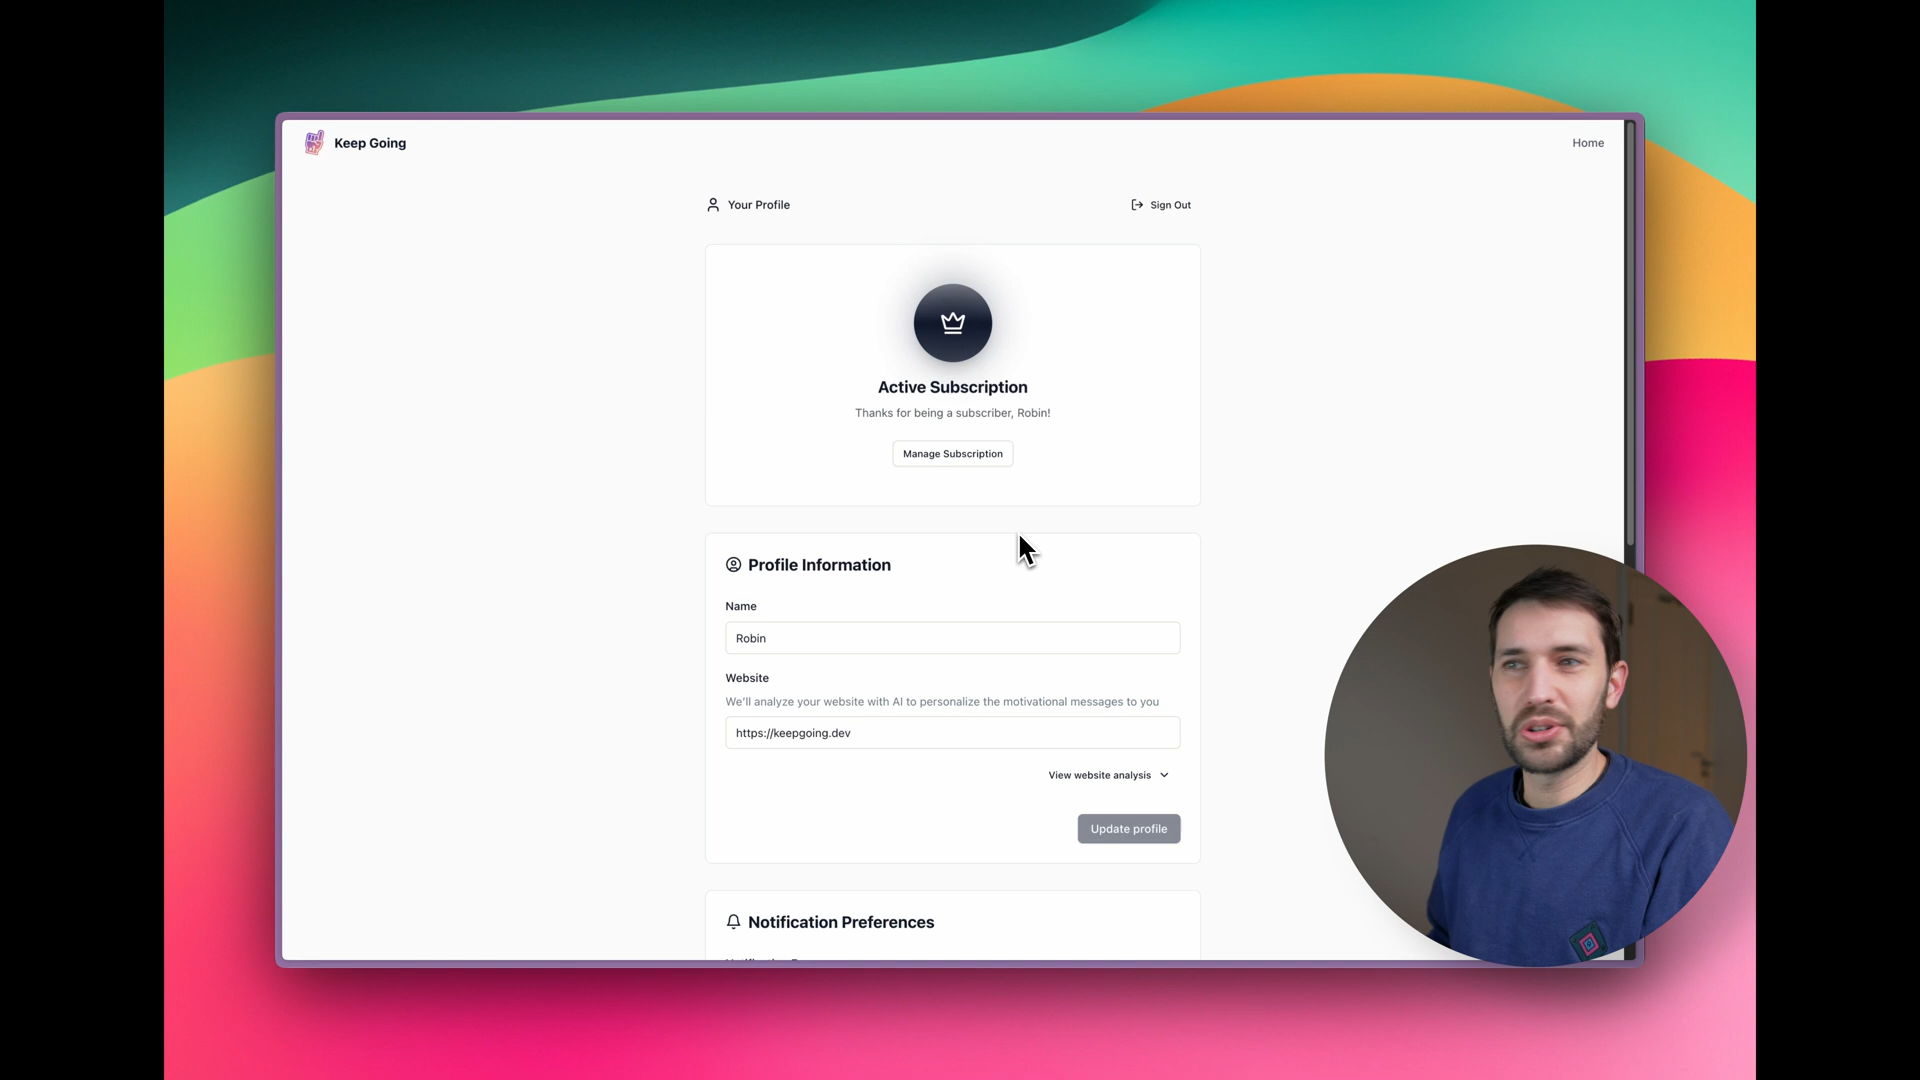 Keep Going
Home
Your Profile
Sign Out
Active Subscription
Thanks for being a subscriber, Robin!
Manage Subscription
Profile Information
Name
Robin
Website
We'll analyze your website with AI to personalize the motivational messages to you
https://keepgoing.dev
View website analysis
Update profile
Notification Preferences